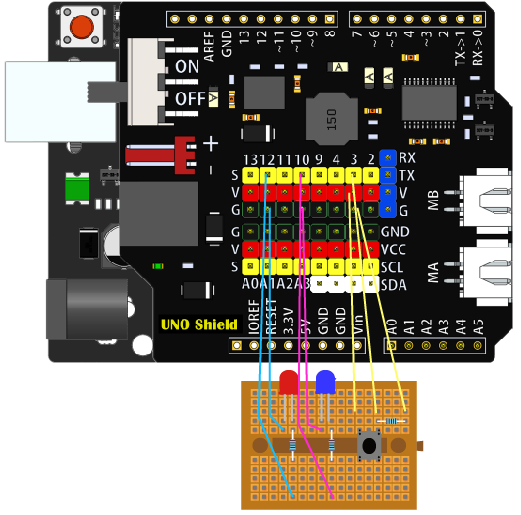 AREF
GND
13
12
~11
~10
~9
8
7
~6
~5
4
~3
2
TX->1
RX->0
ON
OFF
A
A
A
150
+
−
13 12 11 10 9 4 3 2 RX
S TX
V V
G G
G GND
V VCC
S SCL
A0 A1 A2 A3 SDA
MB
MA
UNO Shield
IOREF
RESET
3.3V
5V
GND
GND
Vin
A0
A1
A2
A3
A4
A5